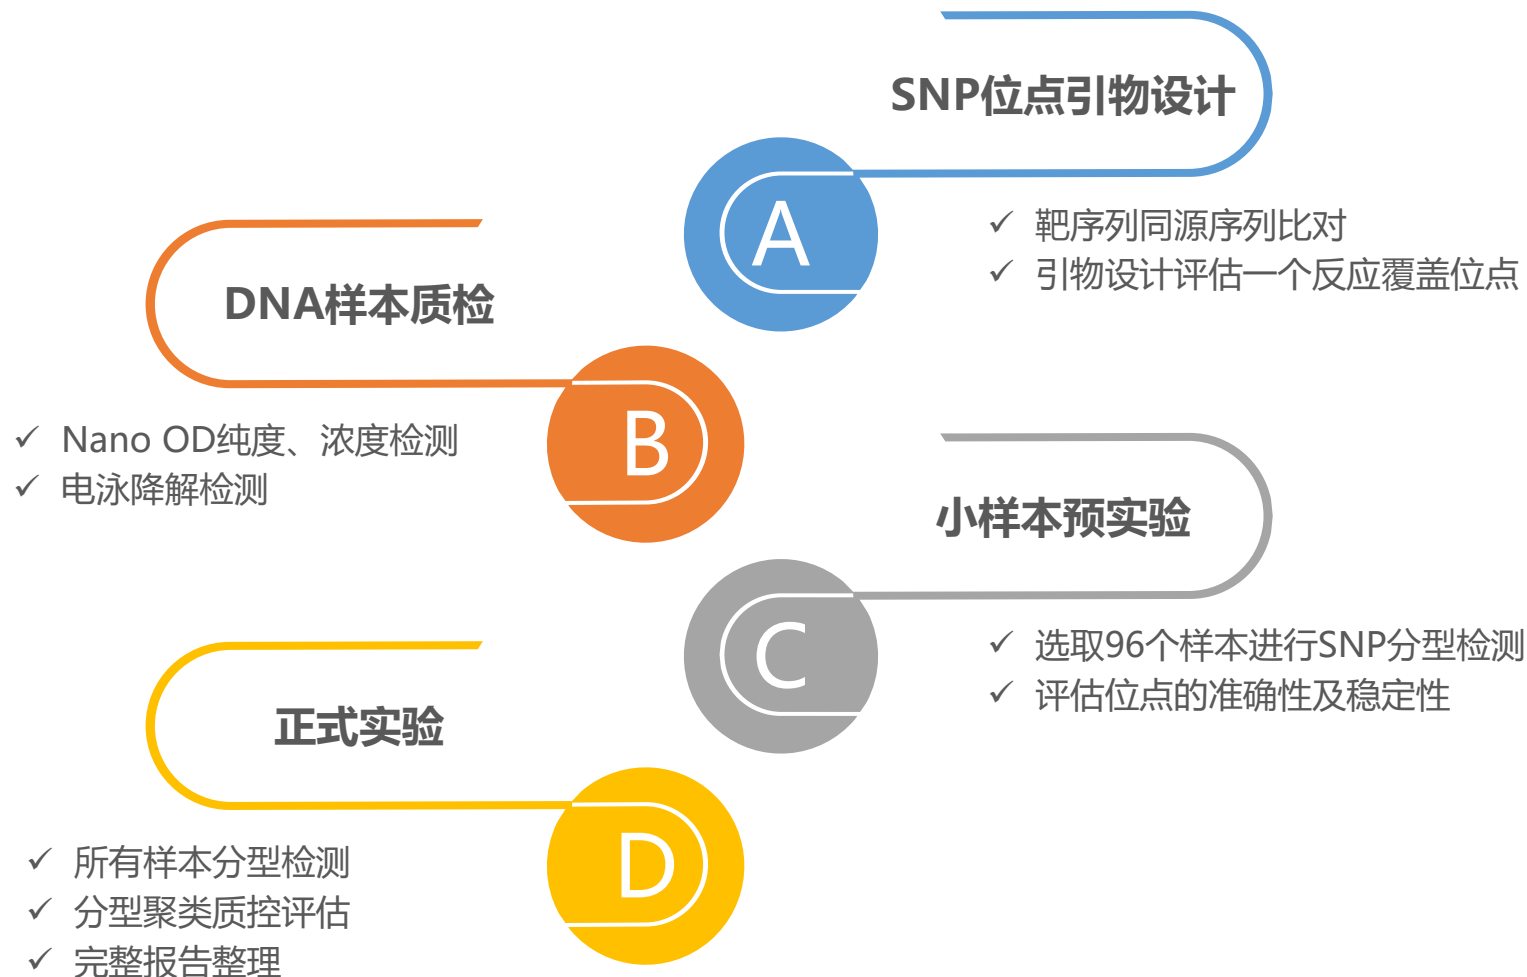 SNP位点引物设计
A
靶序列同源序列比对
引物设计评估一个反应覆盖位点
DNA样本质检
B
Nano OD纯度、浓度检测
电泳降解检测
小样本预实验
C
选取96个样本进行SNP分型检测
评估位点的准确性及稳定性
正式实验
D
所有样本分型检测
分型聚类质控评估
完整报告整理